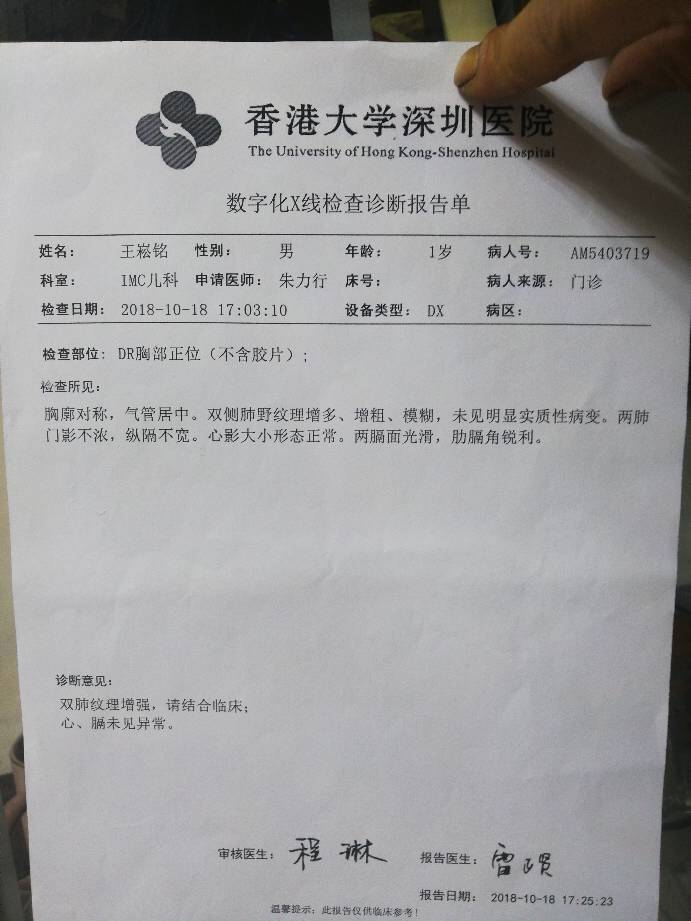 香港大学深圳医院
The University of Hong Kong-Shenzhen Hospital
数字化X线检查诊断报告单
姓名： 王崧铭 性别： 男 年龄： 1岁 病人号： AM5403719
科室： IMC儿科 申请医师： 朱力行 床号： 病人来源： 门诊
检查日期： 2018-10-18 17:03:10 设备类型： DX 病区：
检查部位： DR胸部正位（不含胶片）;
检查所见：
胸廓对称，气管居中。双侧肺野纹理增多、增粗、模糊，未见明显实质性病变。两肺
门影不浓，纵隔不宽。心影大小形态正常。两膈面光滑，肋膈角锐利。
诊断意见：
双肺纹理增强，请结合临床；
心、膈未见异常。
审核医生： 程琳 报告医生：
报告日期： 2018-10-18 17:25:23
温馨提示：此报告仅供临床参考！